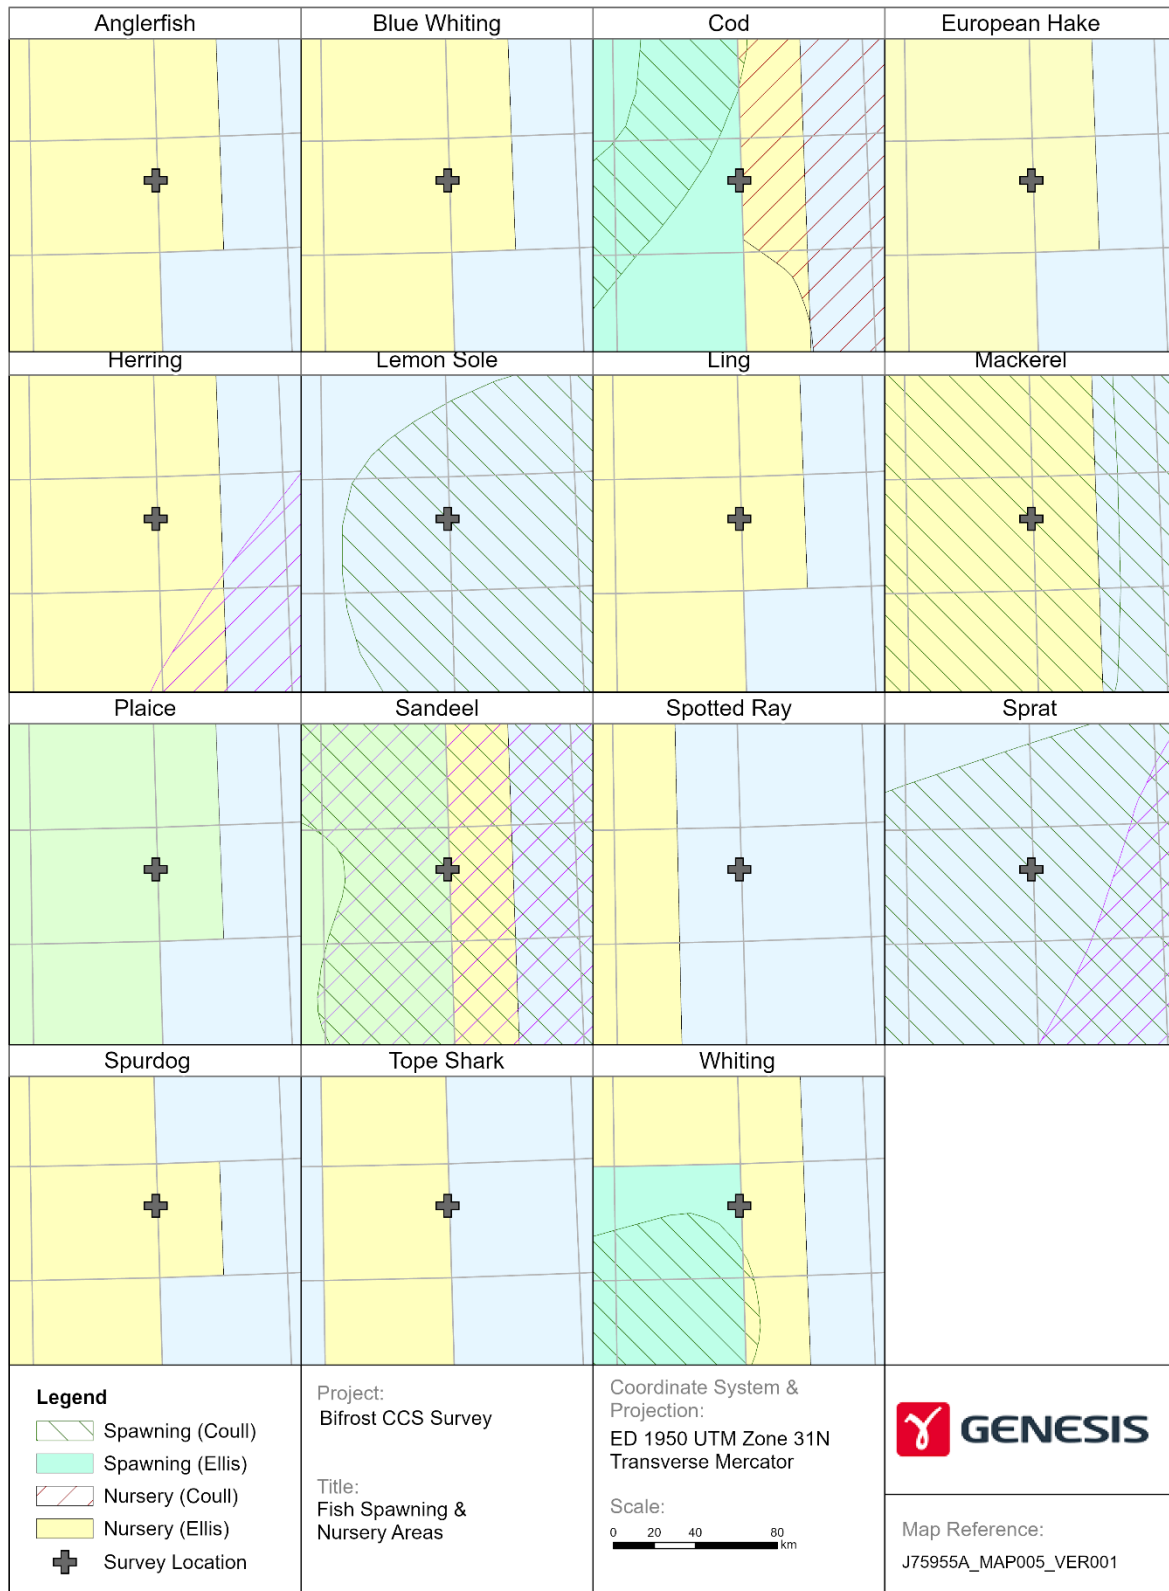 Anglerfish
Blue Whiting
Cod
European Hake
Herring
Lemon Sole
Ling
Mackerel
Plaice
Sandeel
Spotted Ray
Sprat
Spurdog
Tope Shark
Whiting
Legend
Spawning (Coull)
Spawning (Ellis)
Nursery (Coull)
Nursery (Ellis)
Survey Location
Project:
Bifrost CCS Survey
Title:
Fish Spawning &
Nursery Areas
Coordinate System &
Projection:
ED 1950 UTM Zone 31N
Transverse Mercator
Scale:
0 20 40 80
km
GENESIS
Map Reference:
J75955A_MAP005_VER001